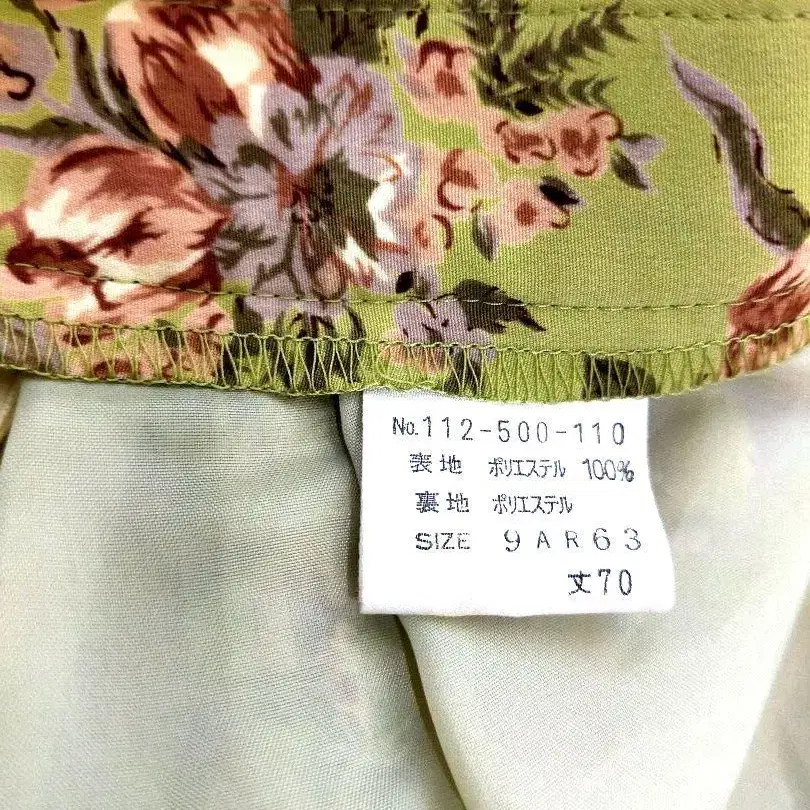 No.112-500-110
表地 ポリエステル 100%
裏地 ポリエステル
SIZE 9AR63
丈70